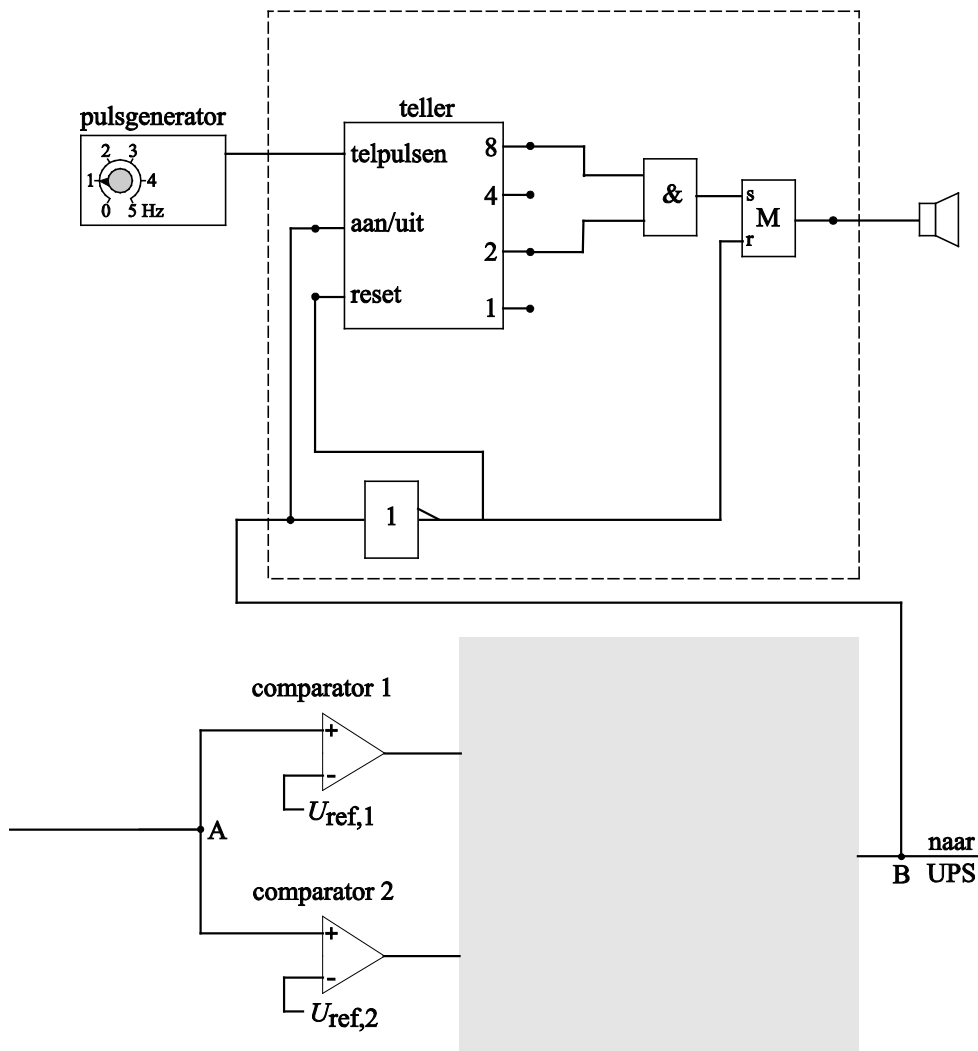 pulsgenerator
2 3
1 4
0 5 Hz
teller
telpulsen
aan/uit
reset
8
4
2
1
&
s
M
r
1
comparator 1
+
-
Uref,1
A
comparator 2
+
-
Uref,2
naar
B UPS